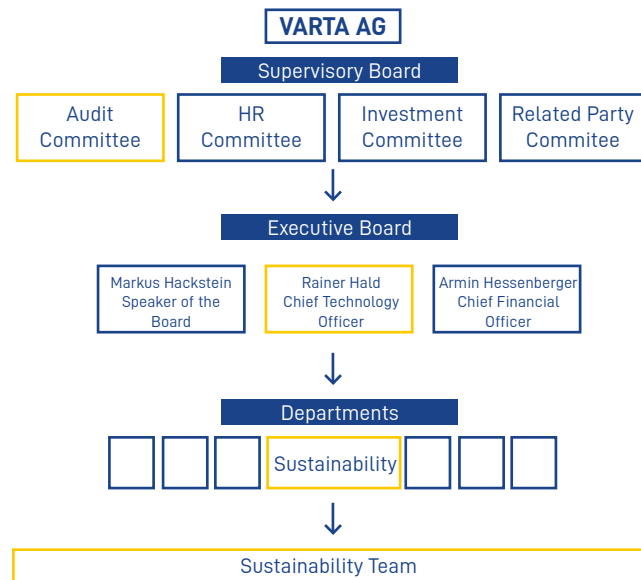 VARTA AG
Supervisory Board
Audit
Committee
HR
Committee
Investment
Committee
Related Party
Commitee
Executive Board
Markus Hackstein
Speaker of the
Board
Rainer Hald
Chief Technology
Officer
Armin Hessenberger
Chief Financial
Officer
Departments
Sustainability
Sustainability Team